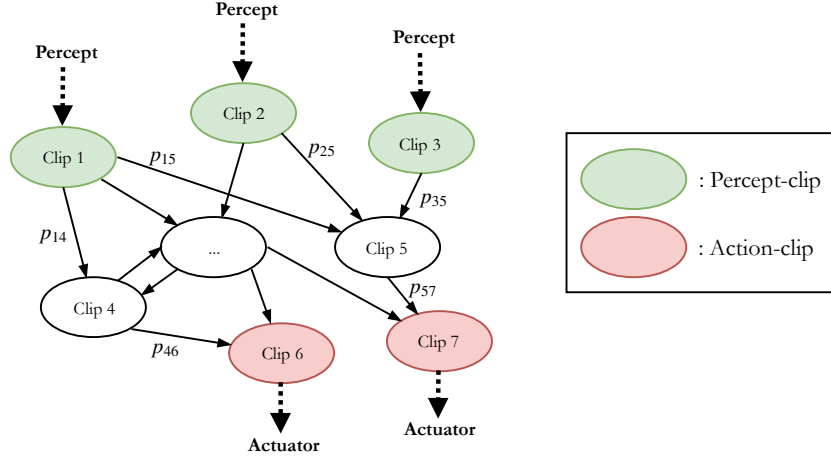 Percept
Percept
Percept
Clip 1
Clip 2
Clip 3
p15
p25
p35
p14
...
Clip 5
Clip 4
p57
p46
Clip 6
Clip 7
Actuator
Actuator
: Percept-clip
: Action-clip